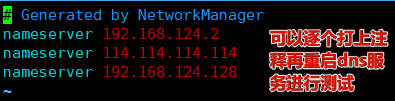 # Generated by NetworkManager
nameserver 192.168.124.2
nameserver 114.114.114.114
nameserver 192.168.124.128
~
可以逐个打上注
释再重启dns服
务进行测试